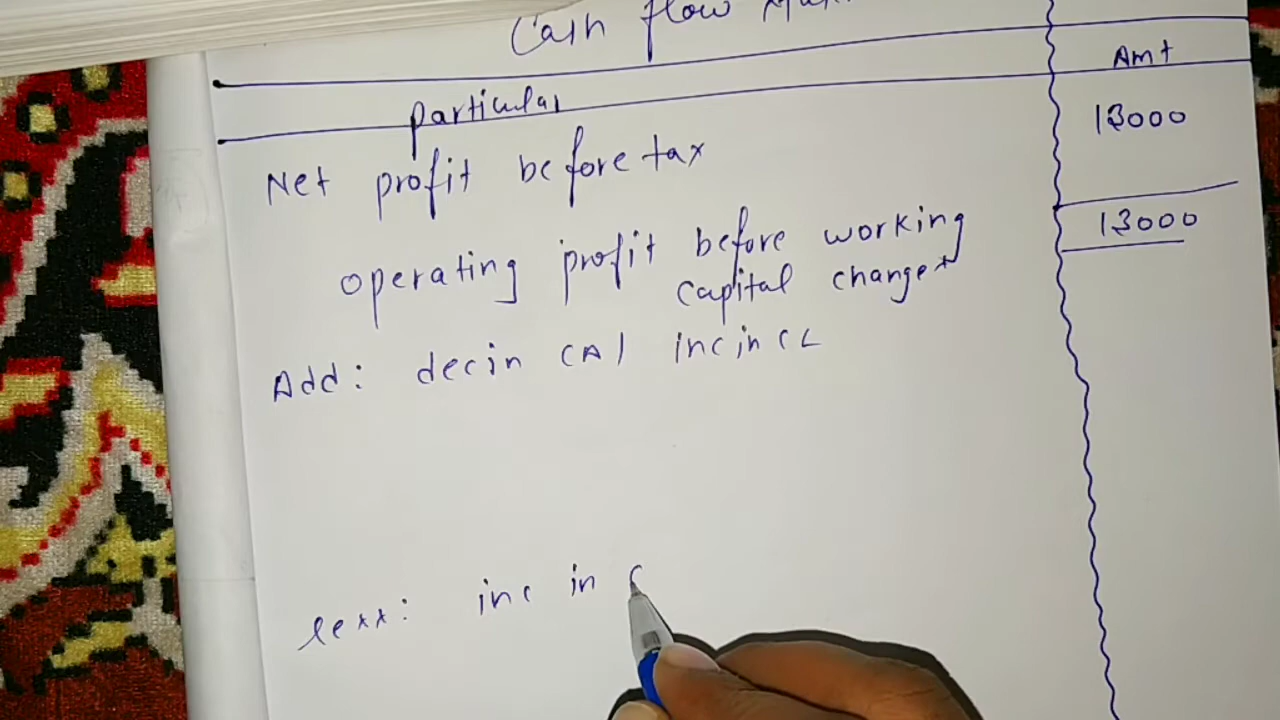 Cash flow
particular Amt
Net profit before tax 13000
operating profit before working 13000
capital changes
Add: dec in CA / inc in CL
less: inc in C